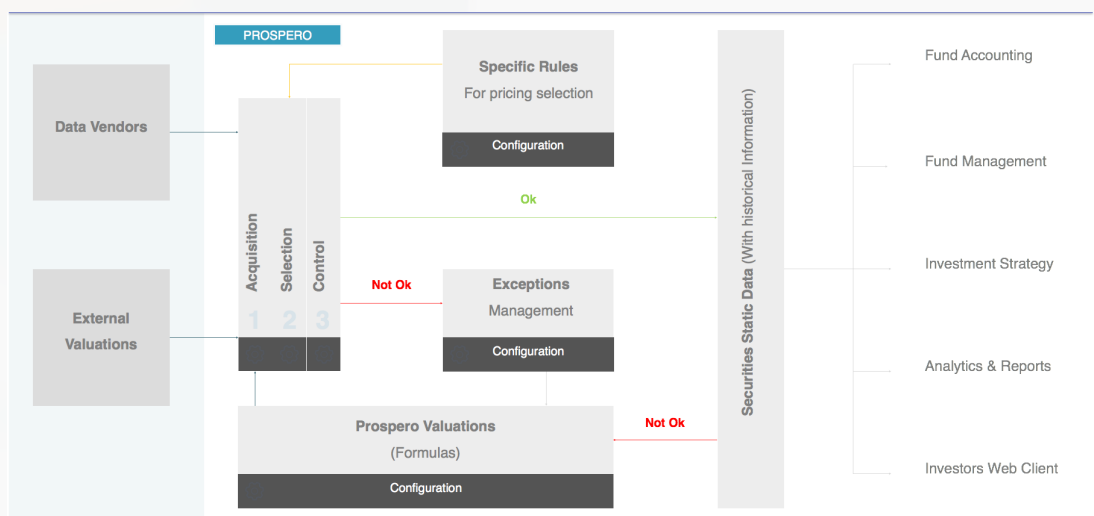 PROSPERO
Data Vendors
External
Valuations
Acquisition
Selection
Control
1 2 3
Specific Rules
For pricing selection
Configuration
Ok
Not Ok
Exceptions
Management
Configuration
Prospero Valuations
(Formulas)
Configuration
Not Ok
Securities Static Data (With historical Information)
Fund Accounting
Fund Management
Investment Strategy
Analytics & Reports
Investors Web Client